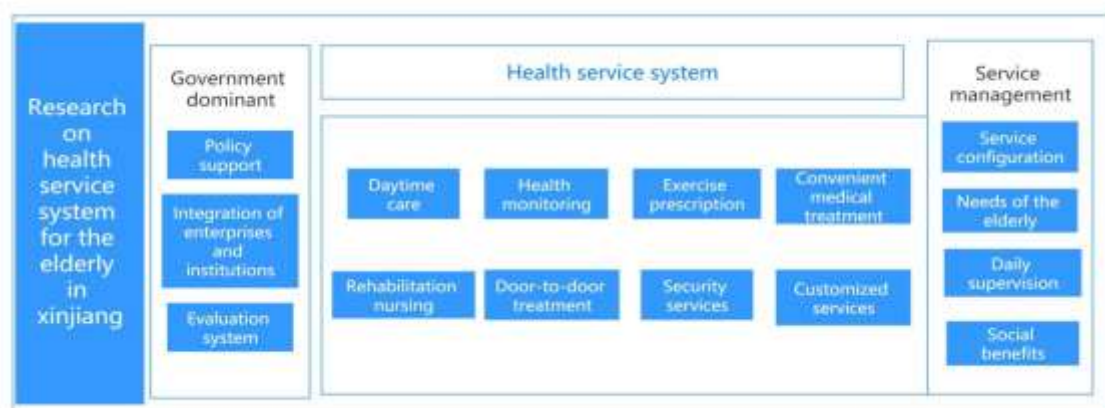 Research
on
health
service
system
for the
elderly
in
xinjiang
Government
dominant
Policy
support
Integration of
enterprises
and
institutions
Evaluation
system
Health service system
Daytime
care
Health
monitoring
Exercise
prescription
Convenient
medical
treatment
Rehabilitation
nursing
Door-to-door
treatment
Security
services
Customized
services
Service
management
Service
configuration
Needs of the
elderly
Daily
supervision
Social
benefits